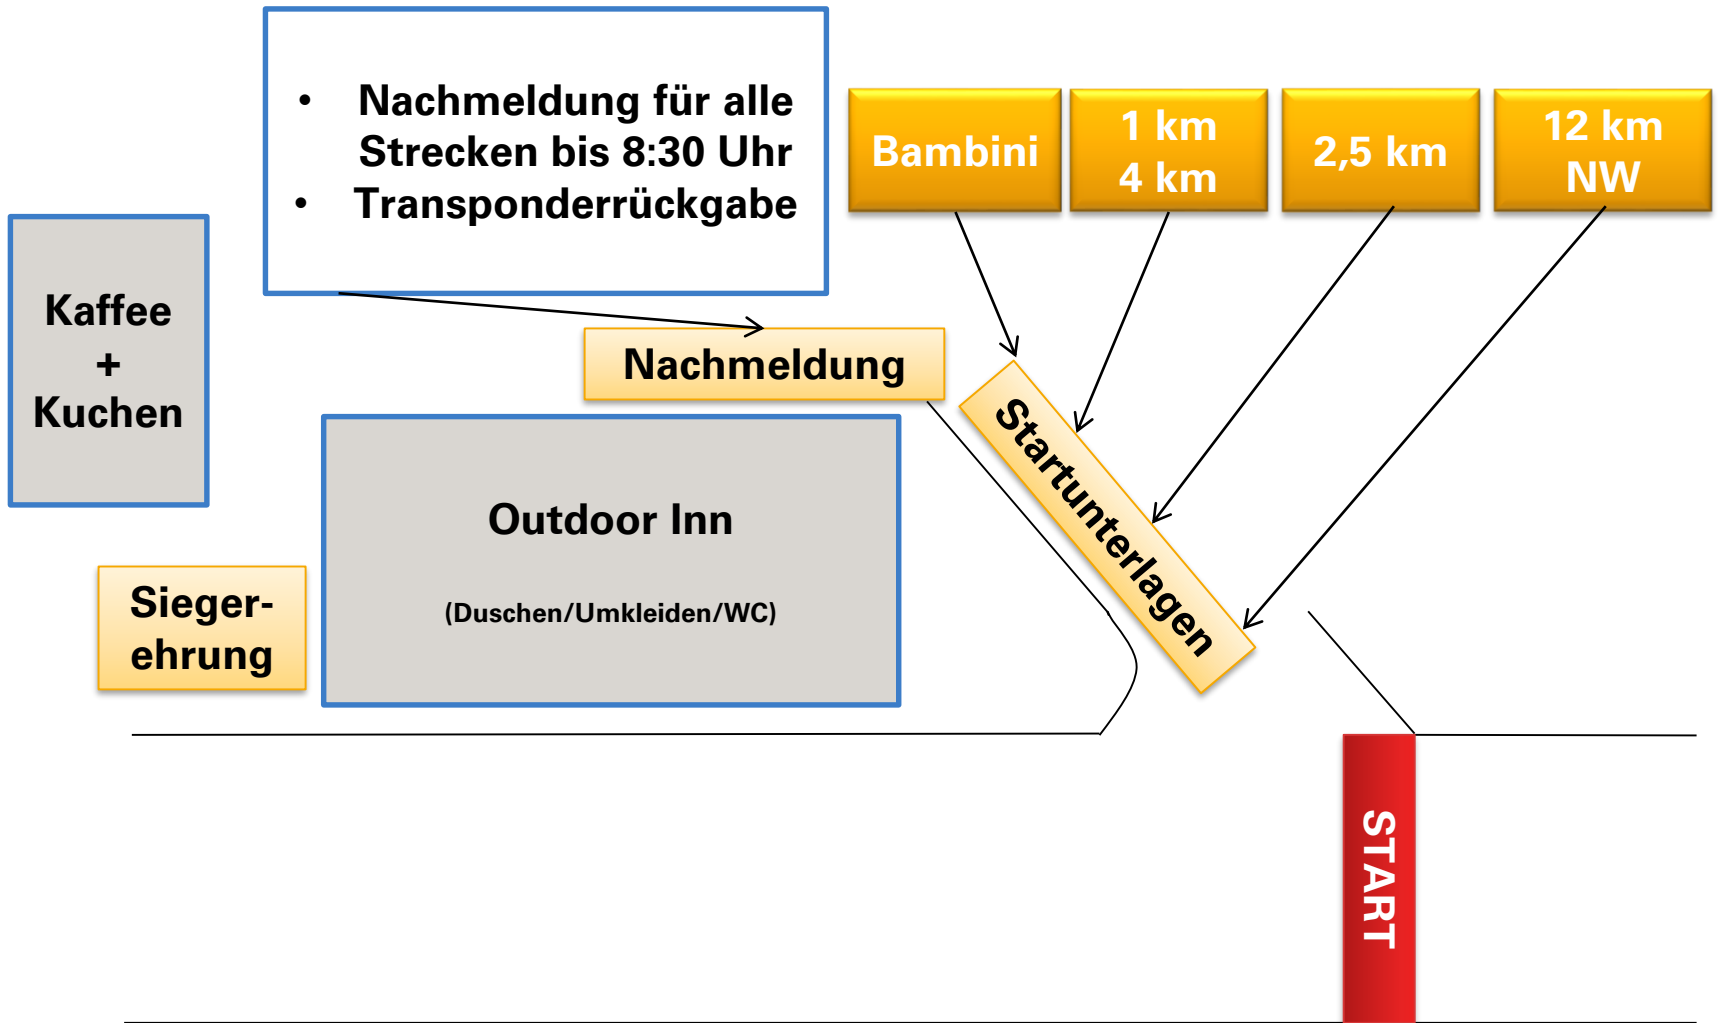 • Nachmeldung für alle
Strecken bis 8:30 Uhr
• Transponderrückgabe
Bambini
1 km
4 km
2,5 km
12 km
NW
Kaffee
+
Kuchen
Nachmeldung
Startunterlagen
Outdoor Inn
(Duschen/Umkleiden/WC)
Sieger-
ehrung
START